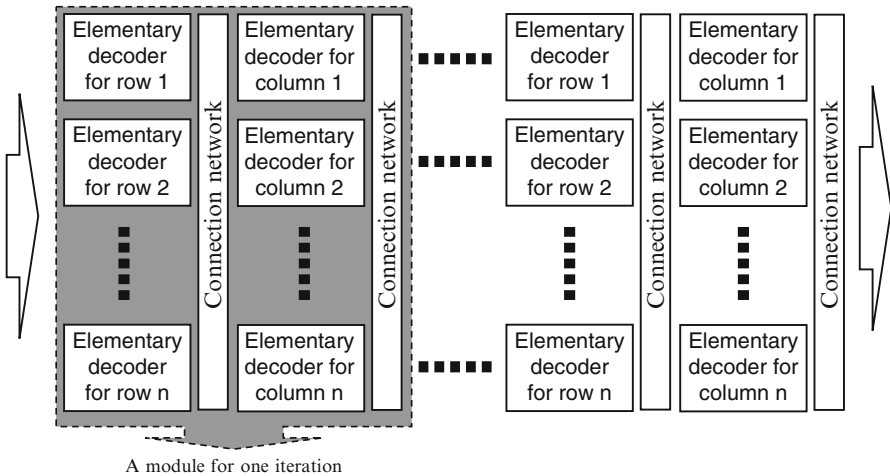 Elementary
decoder
for row 1
Connection network
Elementary
decoder for
column 1
Connection network
Elementary
decoder
for row 1
Connection network
Elementary
decoder for
column 1
Connection network
Elementary
decoder
for row 2
Elementary
decoder for
column 2
Elementary
decoder
for row 2
Elementary
decoder for
column 2
Elementary
decoder
for row n
Elementary
decoder for
column n
Elementary
decoder
for row n
Elementary
decoder for
column n
A module for one iteration